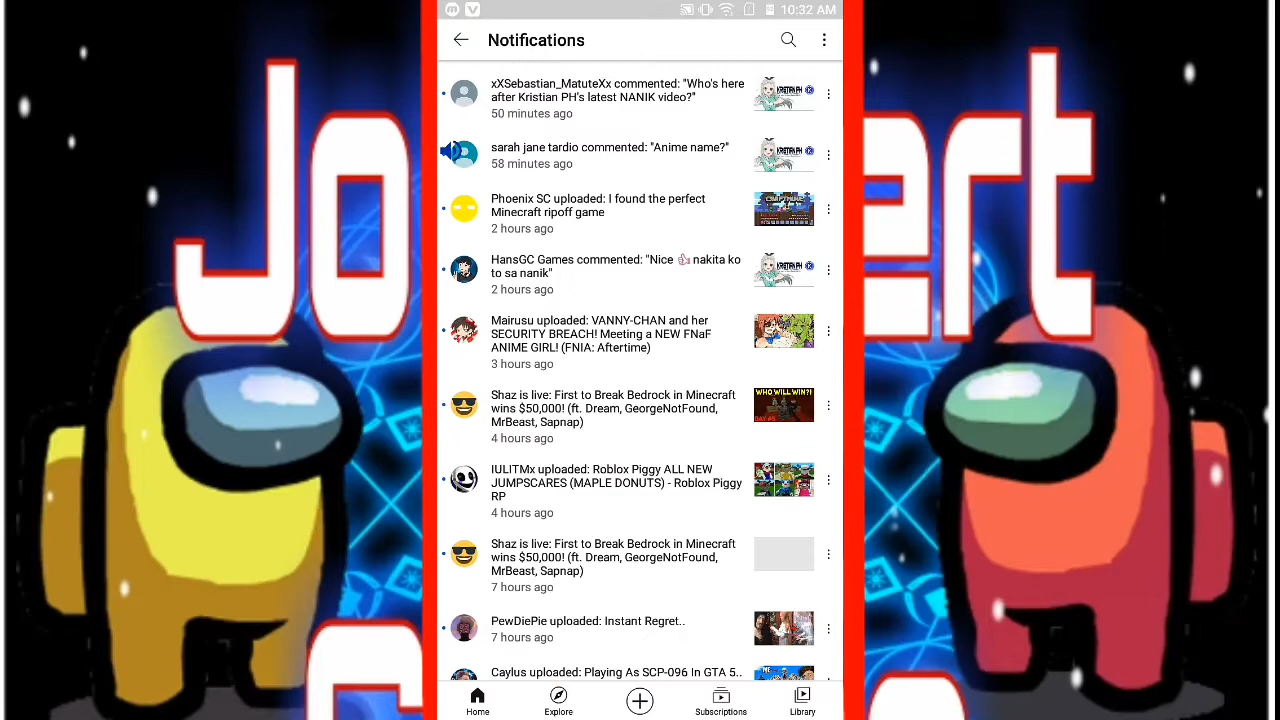 10:32 AM
Notifications
xXSebastian_MatuteXx commented: "Who's here
after Kristian PH's latest NANIK video?"
50 minutes ago
sarah jane tardio commented: "Anime name?"
58 minutes ago
Phoenix SC uploaded: I found the perfect
Minecraft ripoff game
2 hours ago
HansGC Games commented: "Nice 👍🏻 nakita ko
to sa nanik"
2 hours ago
Mairusu uploaded: VANNY-CHAN and her
SECURITY BREACH! Meeting a NEW FNaF
ANIME GIRL! (FNIA: Aftertime)
3 hours ago
Shaz is live: First to Break Bedrock in Minecraft
wins $50,000! (ft. Dream, GeorgeNotFound,
MrBeast, Sapnap)
WHO WILL WIN?!
DAY #5
4 hours ago
IULITMx uploaded: Roblox Piggy ALL NEW
JUMPSCARES (MAPLE DONUTS) - Roblox Piggy
RP
4 hours ago
Shaz is live: First to Break Bedrock in Minecraft
wins $50,000! (ft. Dream, GeorgeNotFound,
MrBeast, Sapnap)
7 hours ago
PewDiePie uploaded: Instant Regret..
7 hours ago
Caylus uploaded: Playing As SCP-096 In GTA 5..
Home
Explore
Subscriptions
Library
Jo
ert